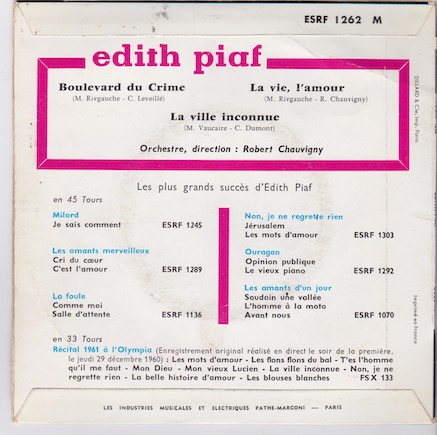 ESRF 1262 M
edith piaf
Boulevard du Crime
(M. Rivgauche - C. Leveillé)
La vie, l'amour
(M. Rivgauche - R. Chauvigny)
La ville inconnue
(M. Vaucaire - C. Dumont)
Orchestre, direction : Robert Chauvigny
DILLARD & Cie, Imp. Paris
Les plus grands succès d'Edith Piaf
en 45 Tours
Milord
Je sais comment ESRF 1245
Les amants merveilleux
Cri du cœur
C'est l'amour ESRF 1289
La foule
Comme moi
Salle d'attente ESRF 1136
Non, je ne regrette rien
Jérusalem
Les mots d'amour ESRF 1303
Ouragan
Opinion publique
Le vieux piano ESRF 1292
Les amants d'un jour
Soudain une vallée
L'homme à la moto
Avant nous ESRF 1070
Imprimé en France
en 33 Tours
Récital 1961 à l'Olympia (Enregistrement original réalisé en direct le soir de la première,
le jeudi 29 décembre 1960) : Les mots d'amour - Les flons flons du bal - T'es l'homme
qu'il me faut - Mon Dieu - Mon vieux Lucien - La ville inconnue - Non, je ne
regrette rien - La belle histoire d'amour - Les blouses blanches FSX 133
LES INDUSTRIES MUSICALES ET ELECTRIQUES PATHE-MARCONI — PARIS